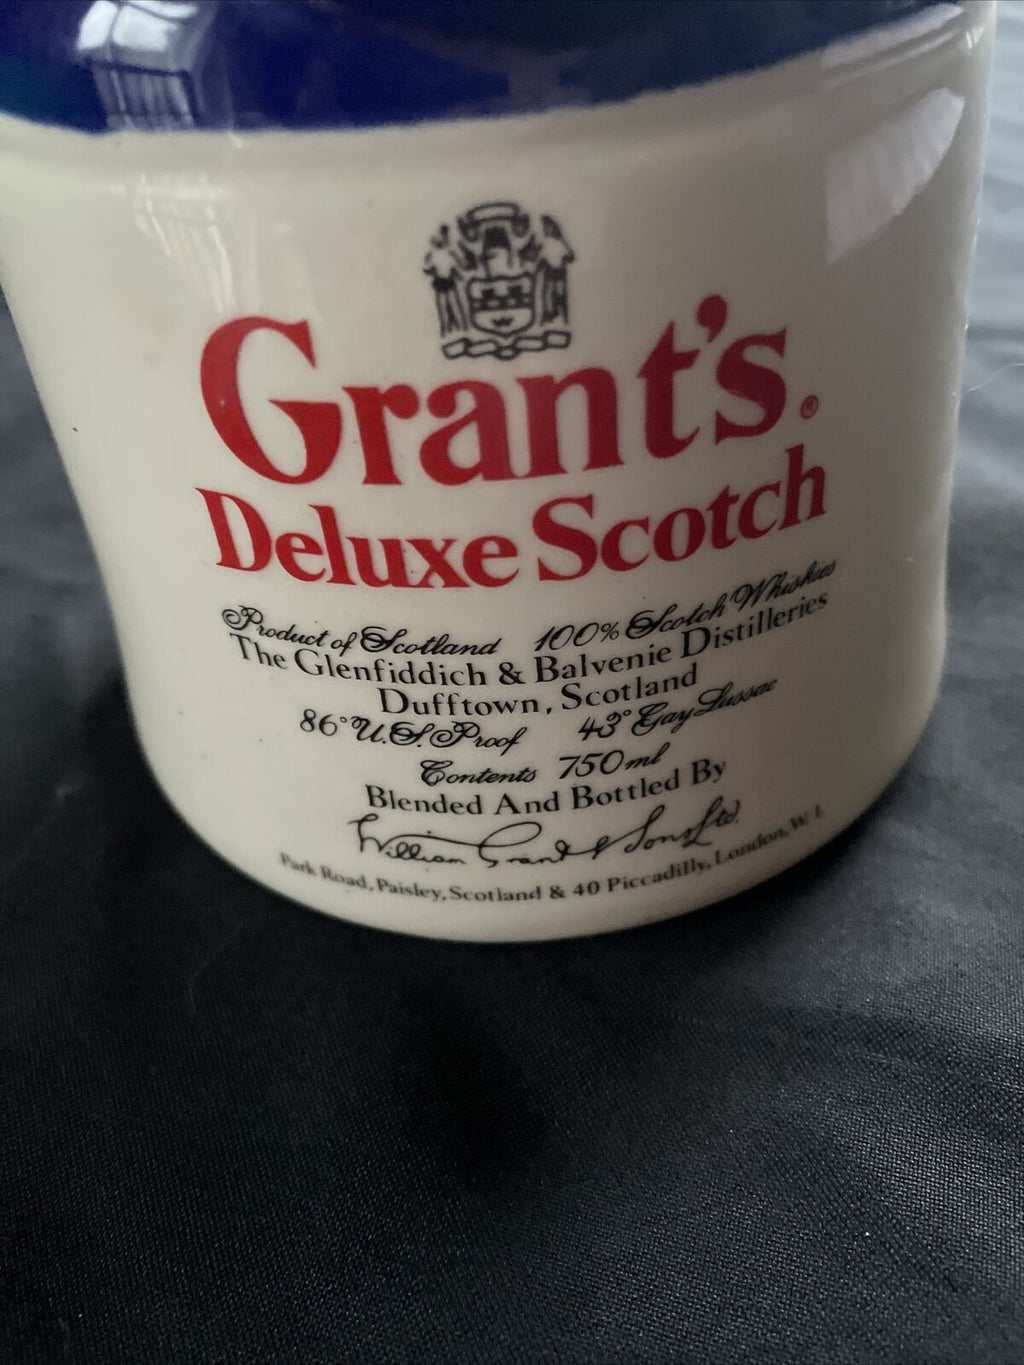 Grant's®
Deluxe Scotch
Product of Scotland 100% Scotch Whiskies
The Glenfiddich & Balvenie Distilleries
Dufftown, Scotland
86° U.S. Proof 43° Gay Lussac
Contents 750 ml
Blended And Bottled By
William Grant & Sons Ltd.
Park Road, Paisley, Scotland & 40 Piccadilly, London, W 1.